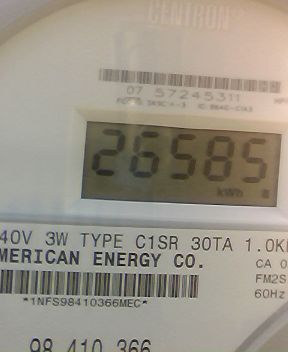 CENTRON
07 57245311
26585
kWh
40V 3W TYPE C1SR 30TA 1.0K
MERICAN ENERGY CO.
CA 0
FM2S
*1NFS98410366MEC*
60Hz
98 410 366